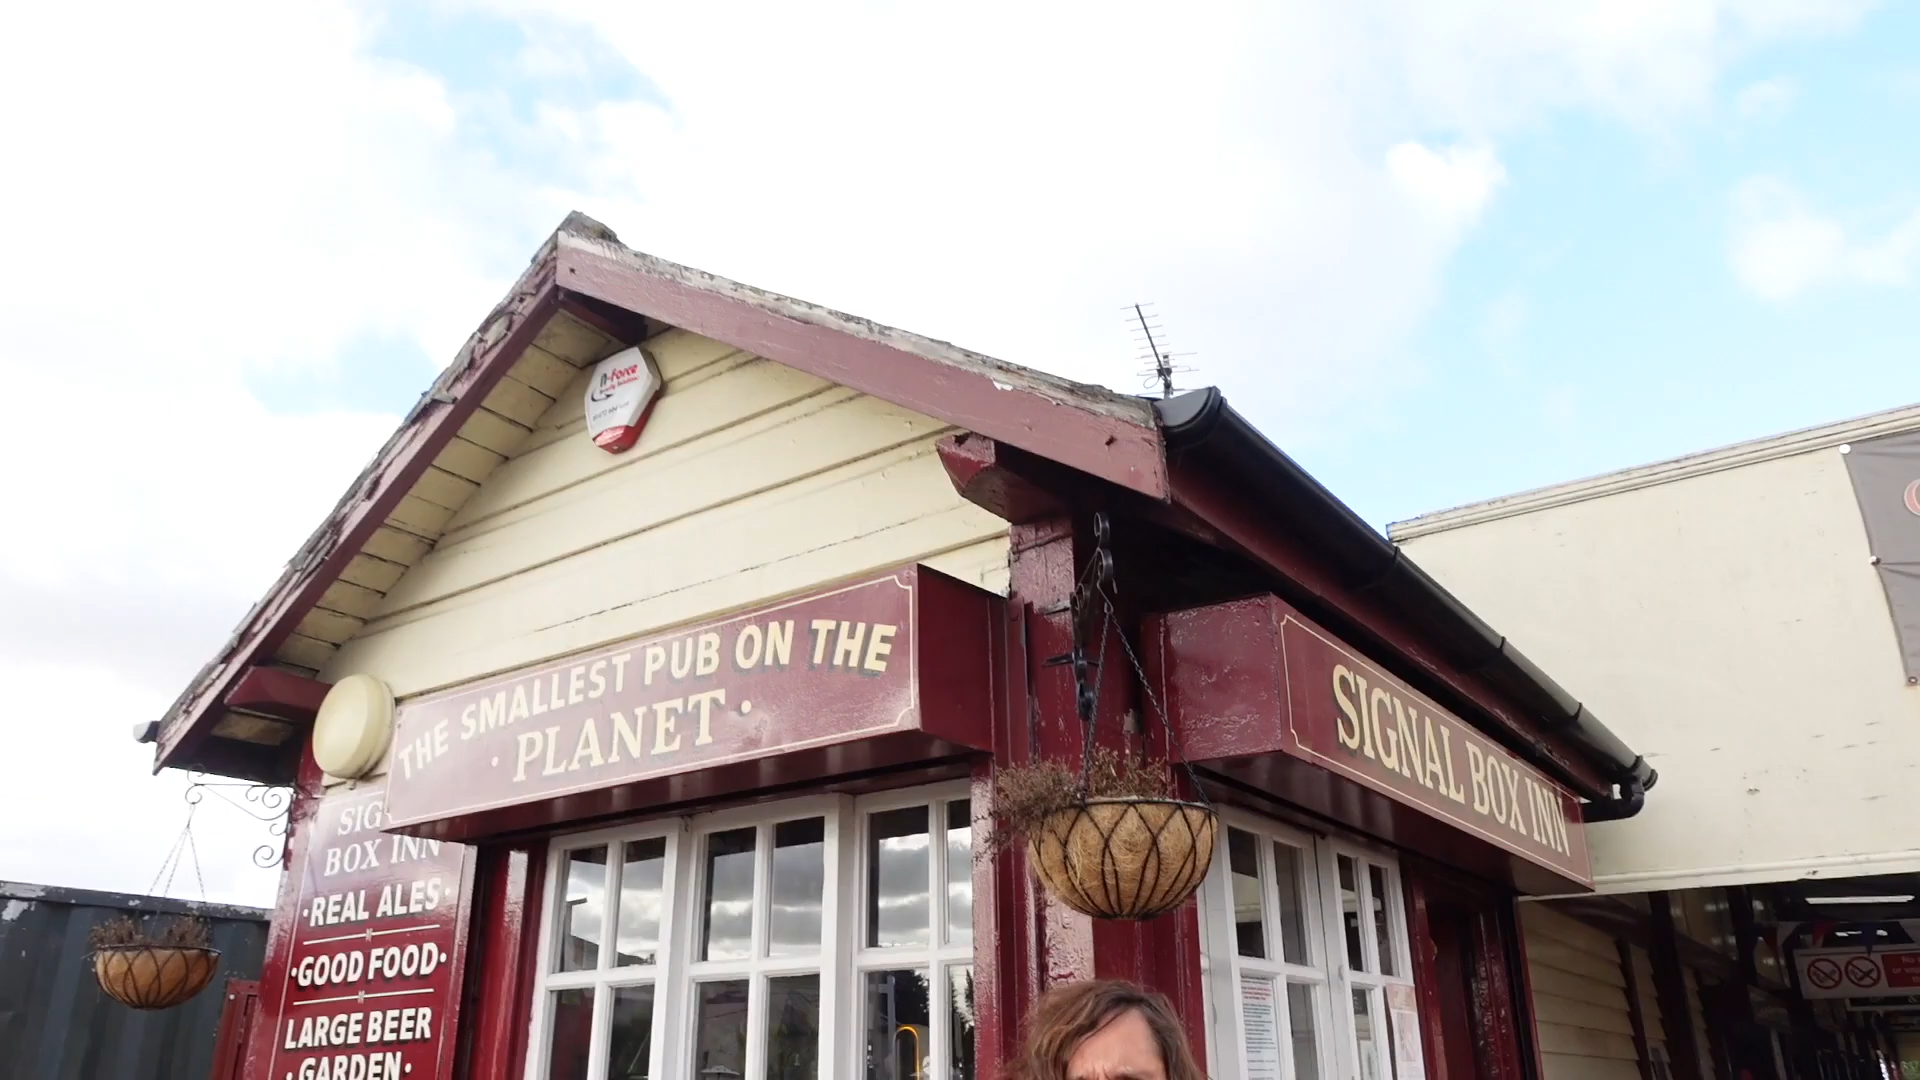 n-force
THE SMALLEST PUB ON THE
· PLANET ·
SIGNAL BOX INN
SIG
BOX INN
·REAL ALES·
·GOOD FOOD·
LARGE BEER
·GARDEN·